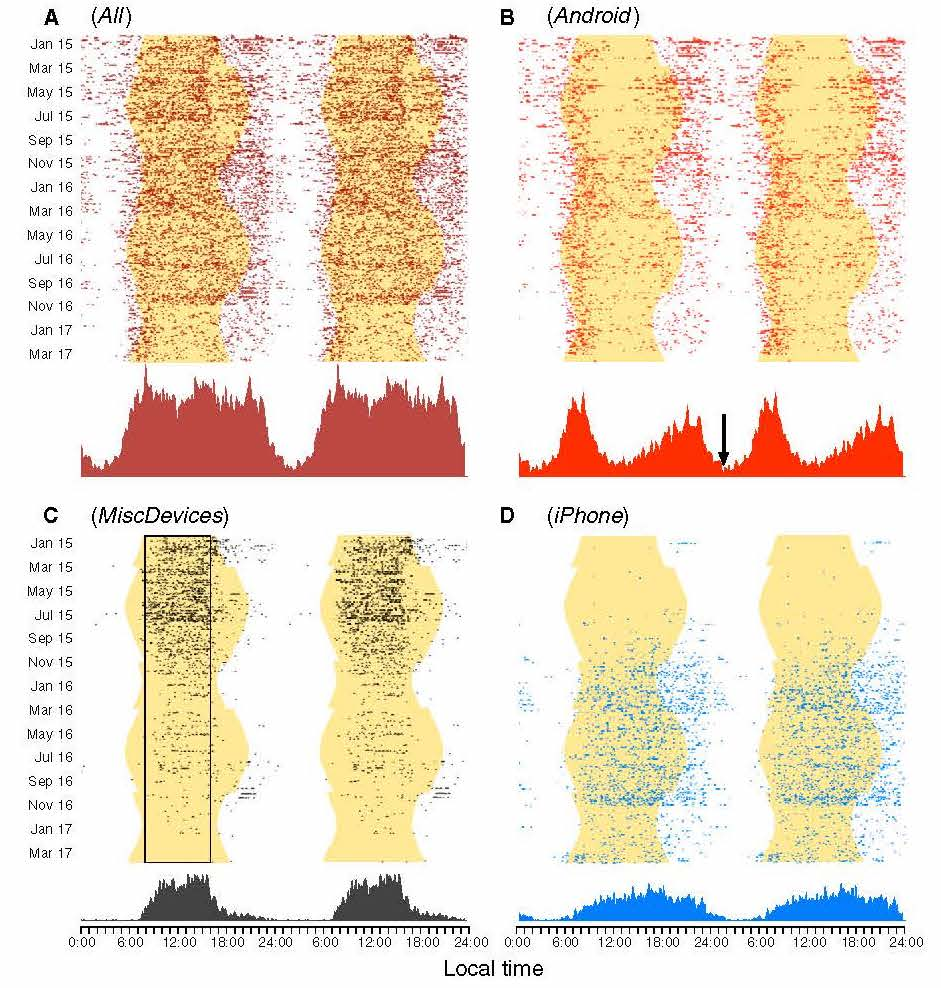 A (All)
B (Android)
Jan 15
Mar 15
May 15
Jul 15
Sep 15
Nov 15
Jan 16
Mar 16
May 16
Jul 16
Sep 16
Nov 16
Jan 17
Mar 17
C (MiscDevices)
D (iPhone)
Jan 15
Mar 15
May 15
Jul 15
Sep 15
Nov 15
Jan 16
Mar 16
May 16
Jul 16
Sep 16
Nov 16
Jan 17
Mar 17
0:00 6:00 12:00 18:00 24:00 6:00 12:00 18:00 24:00
0:00 6:00 12:00 18:00 24:00 6:00 12:00 18:00 24:00
Local time